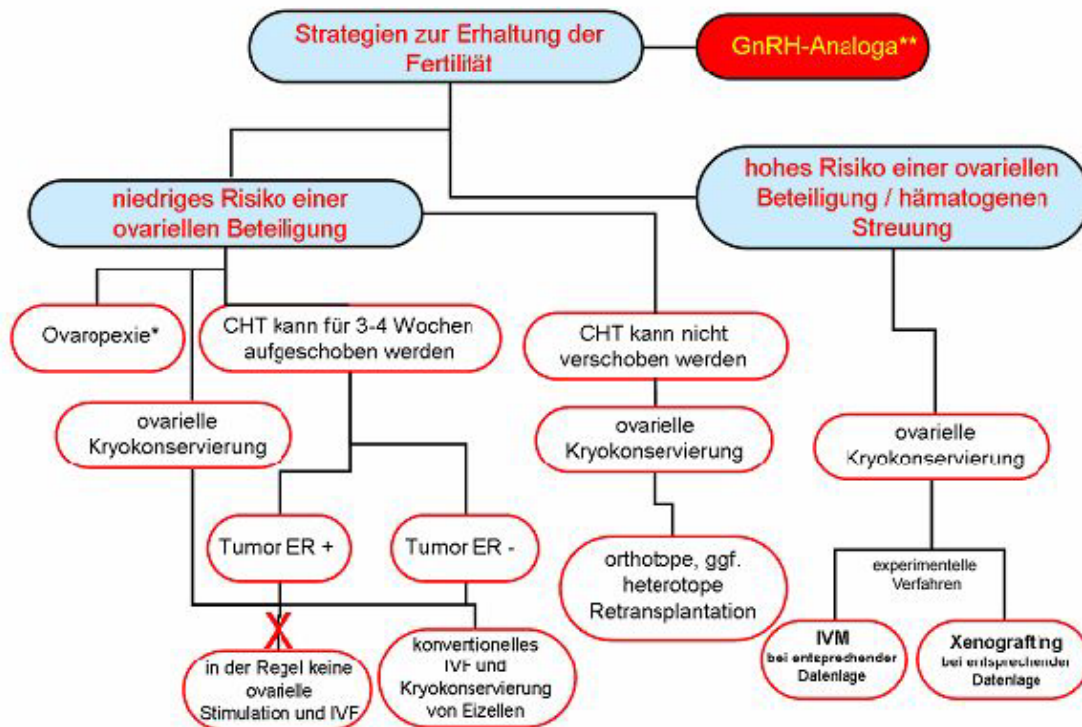 Strategien zur Erhaltung der
Fertilität
GnRH-Analoga**
niedriges Risiko einer
ovariellen Beteiligung
hohes Risiko einer ovariellen
Beteiligung / hämatogenen
Streuung
Ovaropexie*
CHT kann für 3-4 Wochen
aufgeschoben werden
CHT kann nicht
verschoben werden
ovarielle
Kryokonservierung
ovarielle
Kryokonservierung
ovarielle
Kryokonservierung
Tumor ER +
Tumor ER -
orthotope, ggf.
heterotope
Retransplantation
experimentelle
Verfahren
X
in der Regel keine
ovarielle
Stimulation und IVF
konventionelles
IVF und
Kryokonservierung
von Eizellen
IVM
bei entsprechender
Datenlage
Xenografting
bei entsprechender
Datenlage